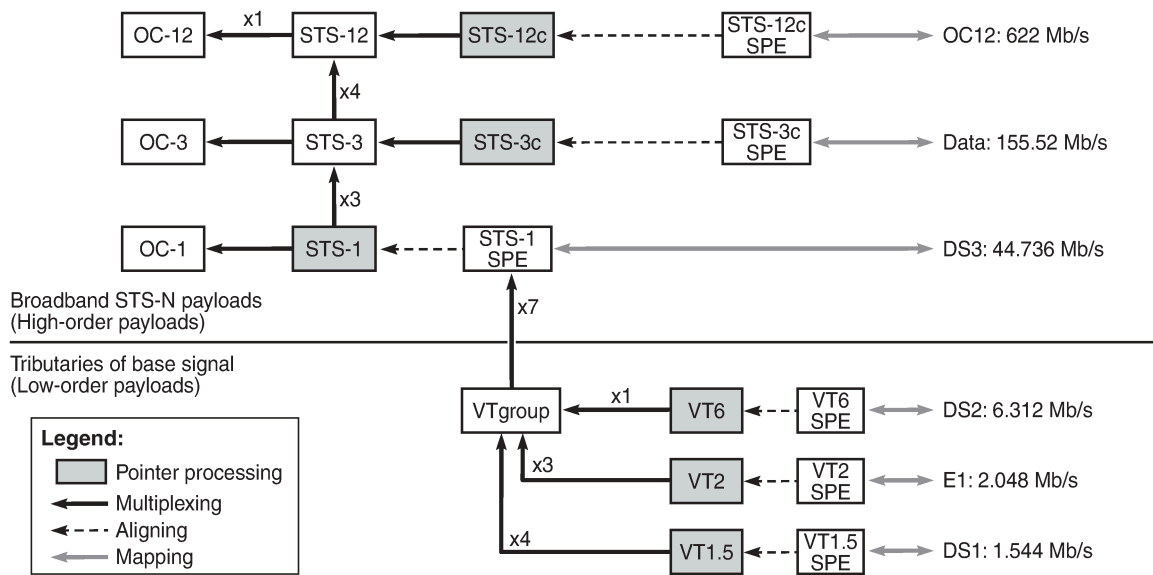 x1
OC-12
STS-12
STS-12c
STS-12c
SPE
OC12: 622 Mb/s
x4
OC-3
STS-3
STS-3c
STS-3c
SPE
Data: 155.52 Mb/s
x3
OC-1
STS-1
STS-1
SPE
DS3: 44.736 Mb/s
Broadband STS-N payloads
(High-order payloads)
x7
Tributaries of base signal
(Low-order payloads)
VTgroup
x1
VT6
VT6
SPE
DS2: 6.312 Mb/s
x3
VT2
VT2
SPE
E1: 2.048 Mb/s
x4
VT1.5
VT1.5
SPE
DS1: 1.544 Mb/s
Legend:
Pointer processing
Multiplexing
Aligning
Mapping